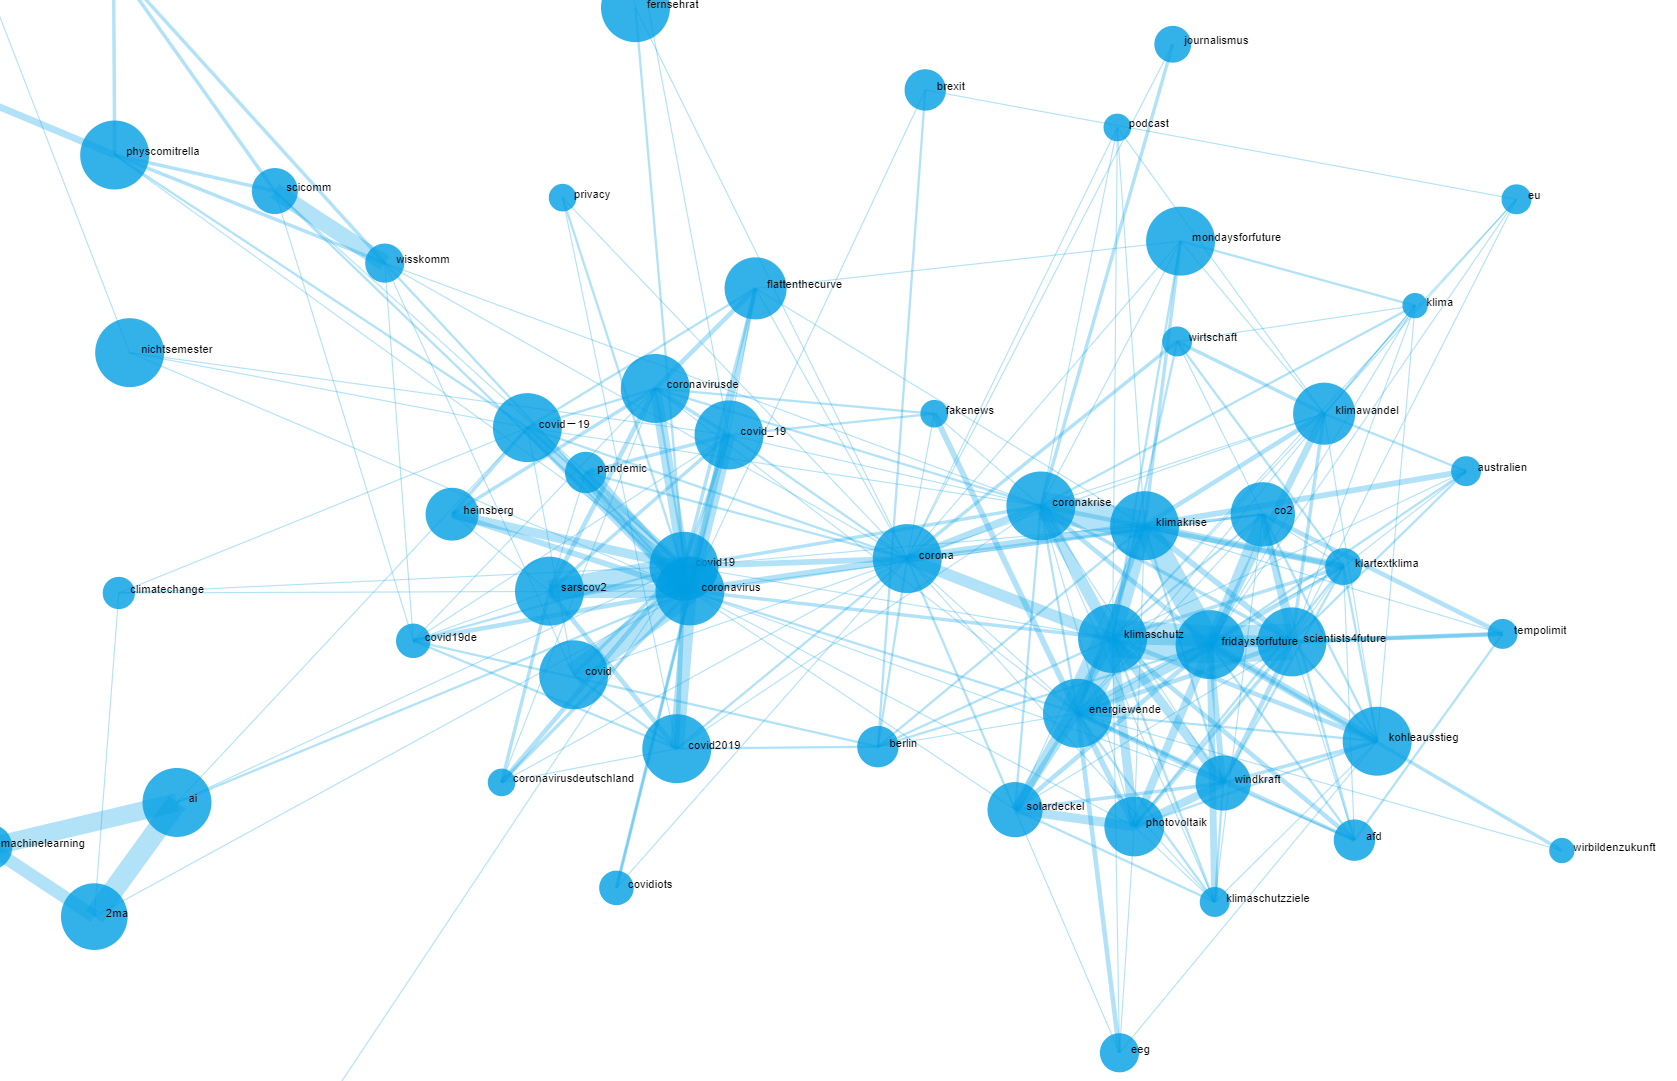 fernsehrat
journalismus
brexit
podcast
physcomitrella
scicomm
privacy
eu
mondaysforfuture
wisskomm
flattenthecurve
klima
wirtschaft
nichtsemester
coronavirusde
fakenews
klimawandel
covid—19
covid_19
pandemic
australien
coronakrise
heinsberg
co2
klimakrise
corona
covid19
klartextklima
climatechange
sarscov2
coronavirus
covid19de
klimaschutz
fridaysforfuture
scientists4future
tempolimit
covid
energiewende
covid2019
berlin
kohleausstieg
coronavirusdeutschland
windkraft
ai
solardeckel
photovoltaik
afd
machinelearning
wirbildenzukunft
covidiots
klimaschutzziele
2ma
eeg